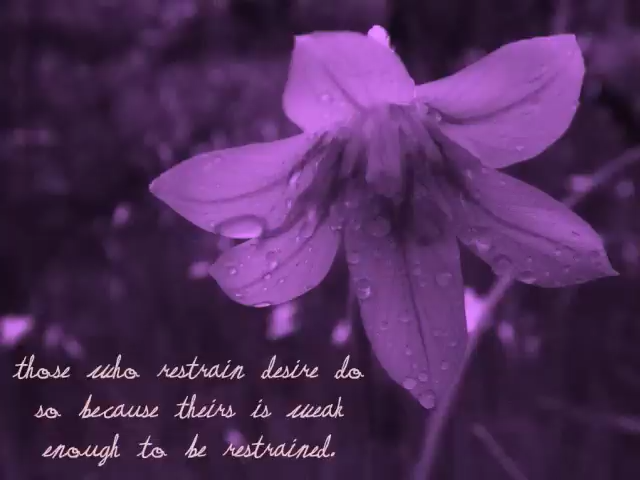 those who restrain desire do
so because theirs is weak
enough to be restrained.